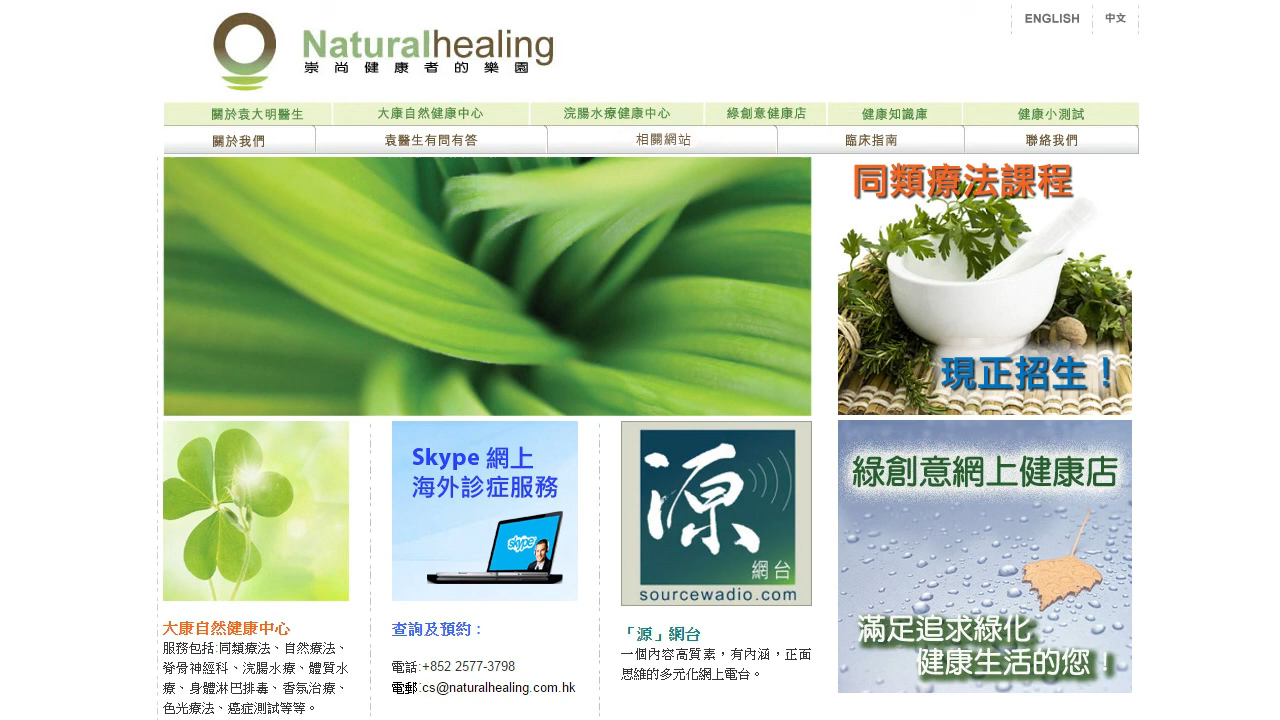 ENGLISH
中文
Naturalhealing
崇尚健康者的樂園
關於袁大明醫生
大康自然健康中心
浣腸水療健康中心
綠創意健康店
健康知識庫
健康小測試
關於我們
袁醫生有問有答
相關網站
臨床指南
聯絡我們
同類療法課程
現正招生！
Skype 網上
海外診症服務
skype
源
網台
sourcewadio.com
綠創意網上健康店
滿足追求綠化
健康生活的您！
大康自然健康中心
服務包括:同類療法、自然療法、
脊骨神經科、浣腸水療、體質水
療、身體淋巴排毒、香氛治療、
色光療法、癌症測試等等。
查詢及預約：
電話:+852 2577-3798
電郵:cs@naturalhealing.com.hk
「源」網台
一個內容高質素，有內涵，正面
思維的多元化網上電台。